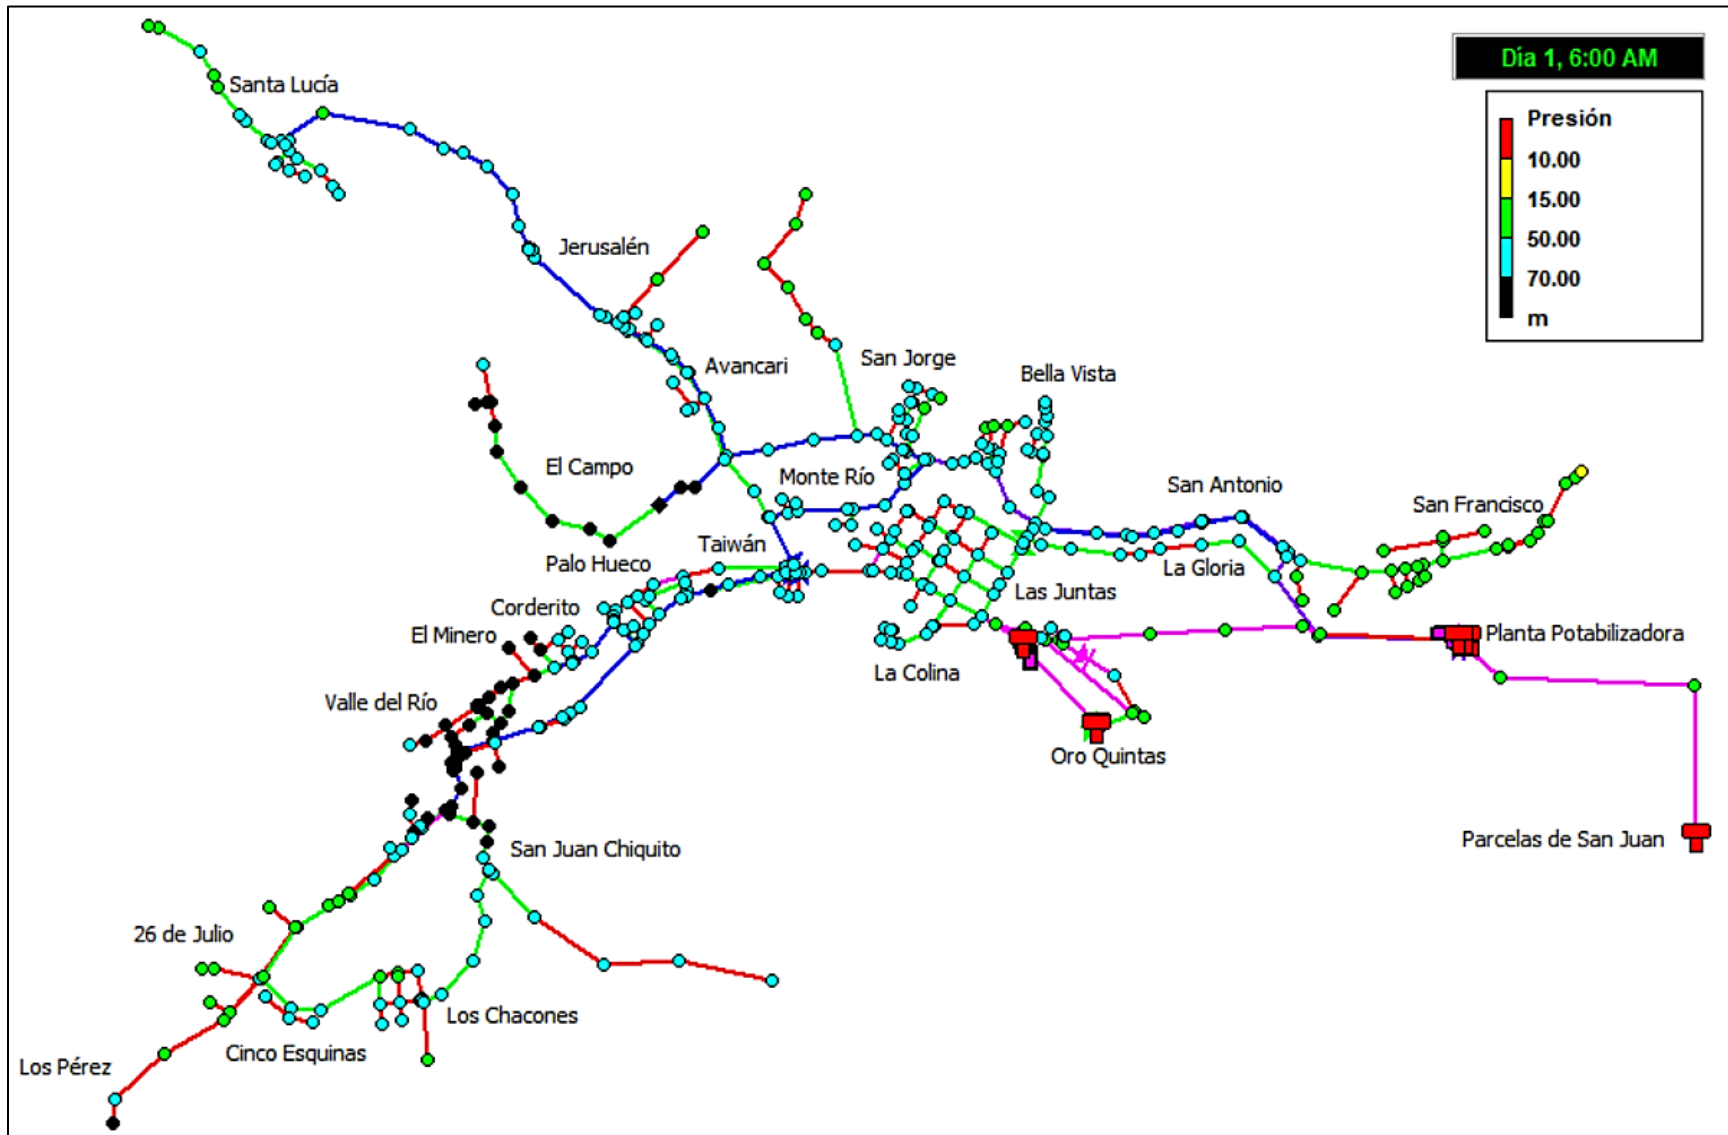 Día 1, 6:00 AM
Presión
10.00
15.00
50.00
70.00
m
Santa Lucía
Jerusalén
Avancari
San Jorge
Bella Vista
El Campo
Monte Río
San Antonio
San Francisco
Taiwán
Palo Hueco
La Gloria
Las Juntas
Corderito
El Minero
Planta Potabilizadora
La Colina
Valle del Río
Oro Quintas
Parcelas de San Juan
San Juan Chiquito
26 de Julio
Los Chacones
Cinco Esquinas
Los Pérez